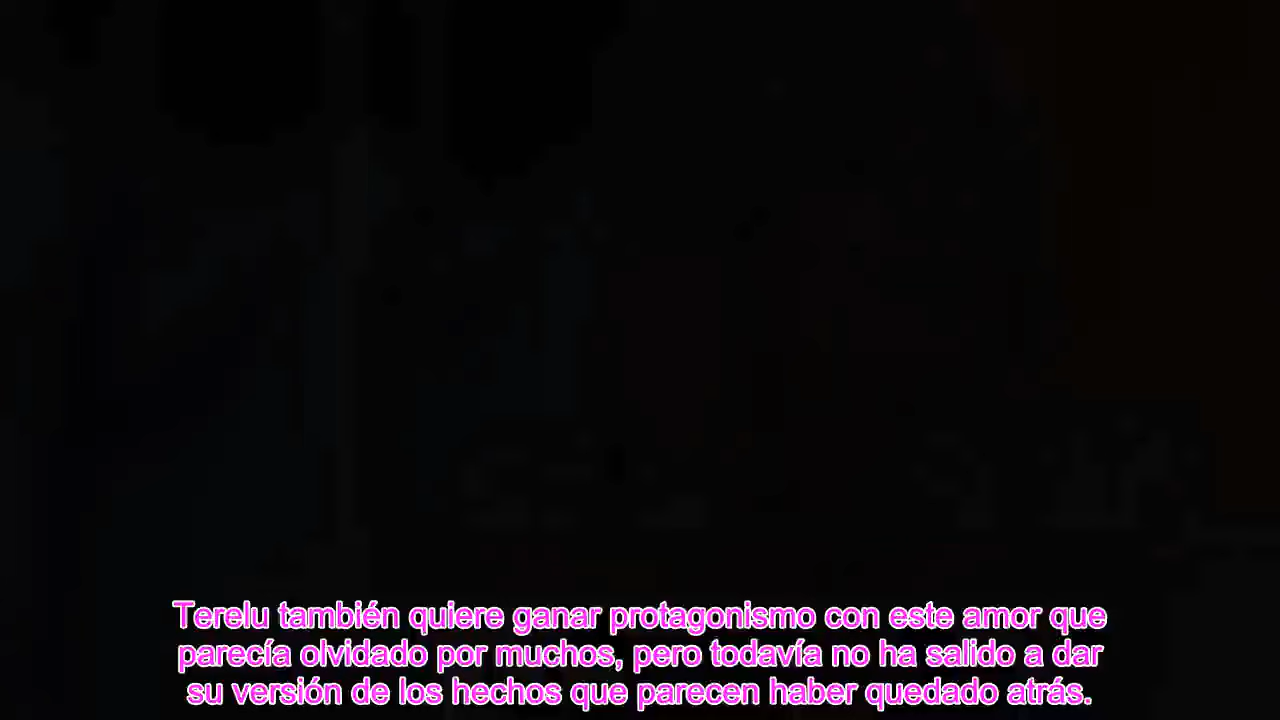 Terelu también quiere ganar protagonismo con este amor que
parecía olvidado por muchos, pero todavía no ha salido a dar
su versión de los hechos que parecen haber quedado atrás.